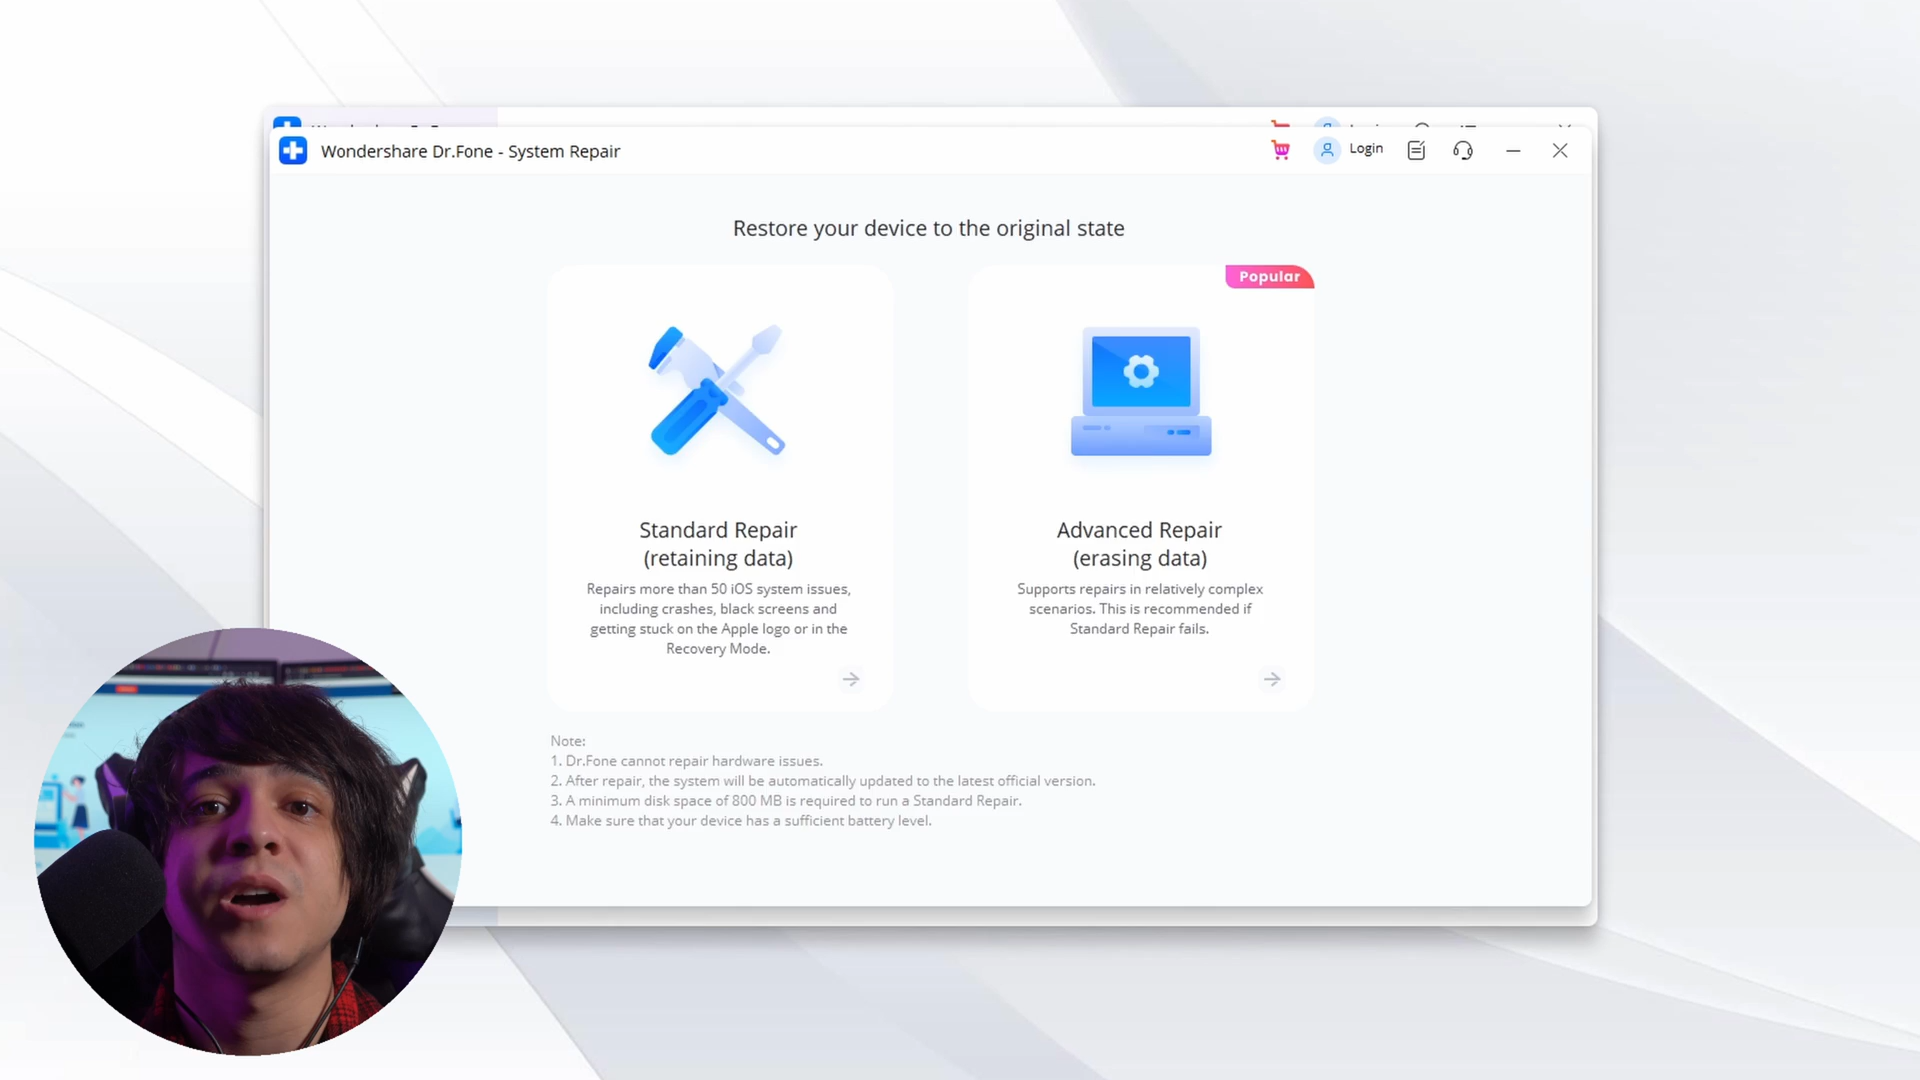 Wondershare Dr.Fone - System Repair
Login
Restore your device to the original state
Popular
Standard Repair
(retaining data)
Repairs more than 50 iOS system issues,
including crashes, black screens and
getting stuck on the Apple logo or in the
Recovery Mode.
Advanced Repair
(erasing data)
Supports repairs in relatively complex
scenarios. This is recommended if
Standard Repair fails.
Note:
1. Dr.Fone cannot repair hardware issues.
2. After repair, the system will be automatically updated to the latest official version.
3. A minimum disk space of 800 MB is required to run a Standard Repair.
4. Make sure that your device has a sufficient battery level.